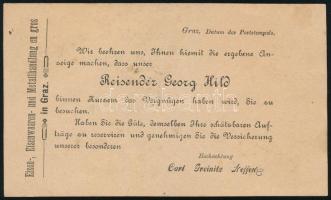 Eisen-, Eisenwaaren- und Metallhandlung en gros
in Graz.
Graz, Datum des Poststempels.
Wir beehren uns, Ihnen hiemit die ergebene An-
zeige machen, dass unser
Reisender Georg Hild
binnen Kurzem das Vergnügen haben wird, Sie zu
besuchen.
Haben Sie die Güte, demselben Ihre schätzbaren Auf-
träge zu reserviren und genehmigen Sie die Versicherung
unserer besonderen
Hochachtung
Carl Greinitz Neffen